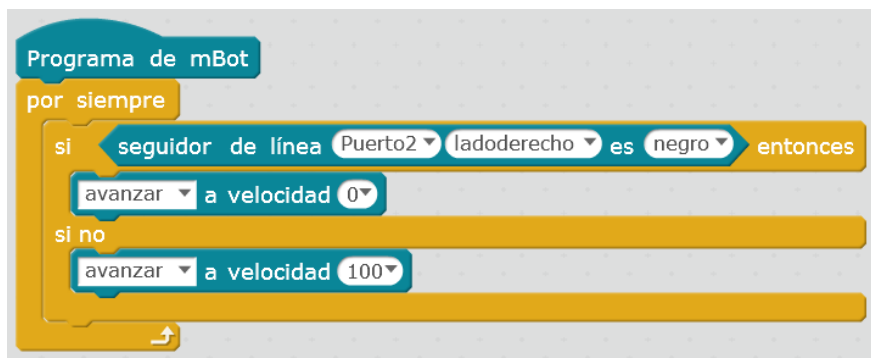 Programa de mBot
por siempre
si seguidor de línea Puerto2 ladoderecho es negro entonces
avanzar a velocidad 0
si no
avanzar a velocidad 100